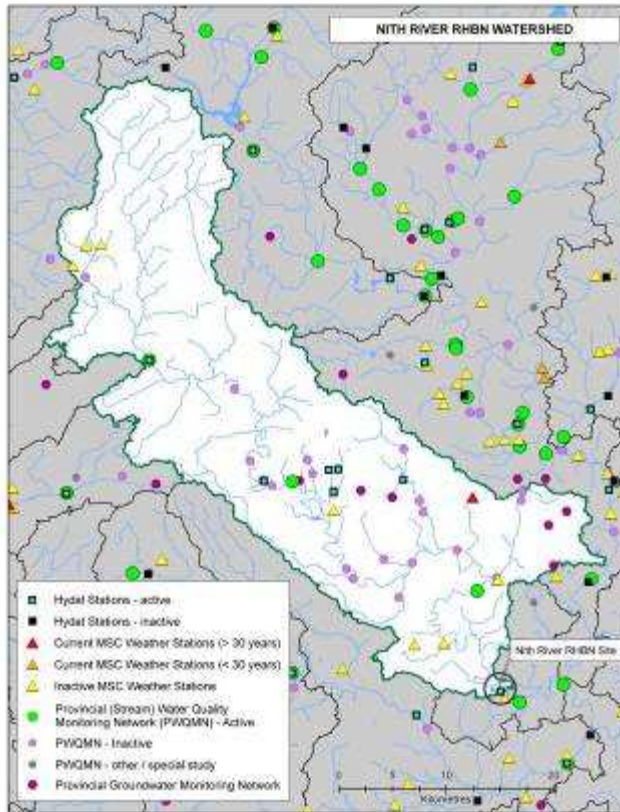 NITH RIVER RHBN WATERSHED
Nith River RHBN Site
Hydat Stations - active
Hydat Stations - inactive
Current MSC Weather Stations (> 30 years)
Current MSC Weather Stations (< 30 years)
Inactive MSC Weather Stations
Provincial (Stream) Water Quality
Monitoring Network (PWQMN) - Active
PWQMN - Inactive
PWQMN - other / special study
Provincial Groundwater Monitoring Network
0 5 10 20
Kilometres